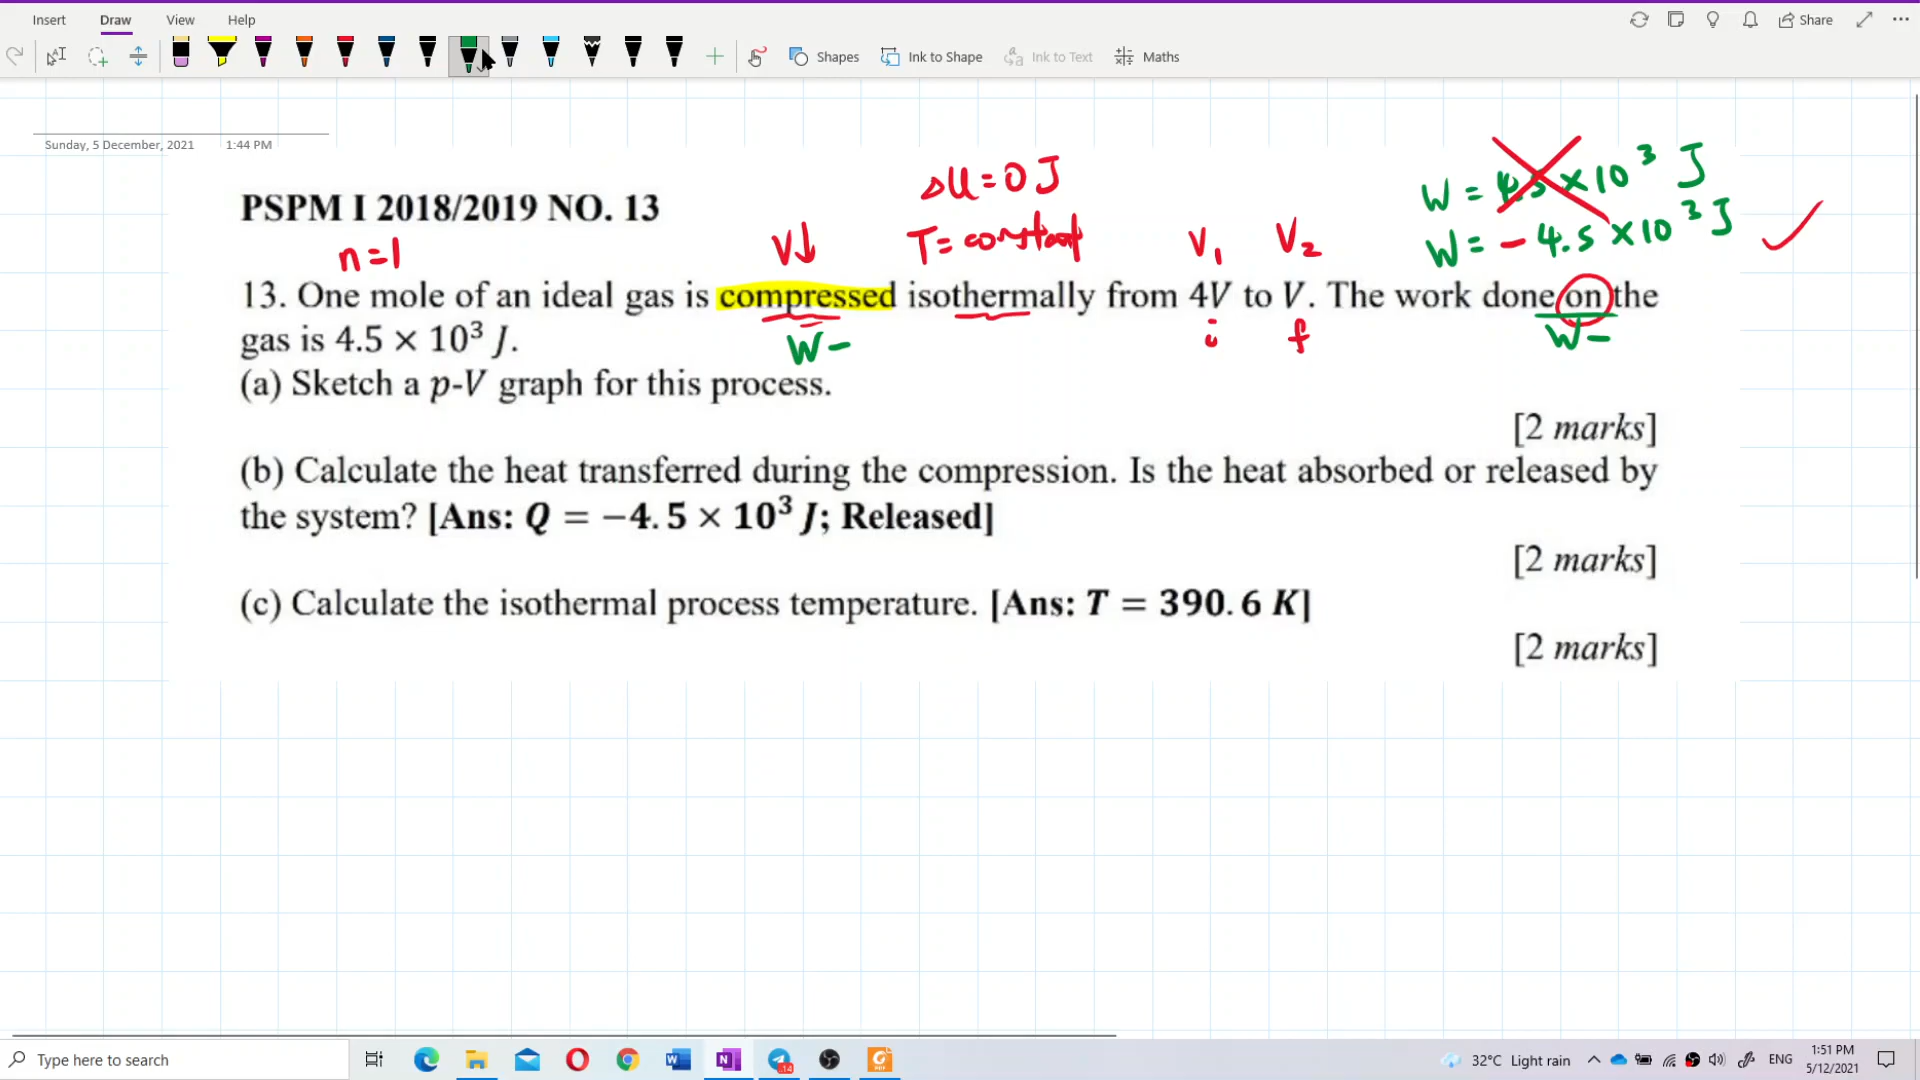 Insert Draw View Help
Share
Shapes Ink to Shape Ink to Text Maths
Sunday, 5 December, 2021 1:44 PM
ΔU = 0 J
W = 4.5 × 10³ J
PSPM I 2018/2019 NO. 13
n = 1
V↓
T = constant
V₁ V₂
W = - 4.5 × 10³ J ✓
13. One mole of an ideal gas is compressed isothermally from 4V to V. The work done on the
gas is 4.5 × 10³ J.
W -
i f
W -
(a) Sketch a p-V graph for this process.
[2 marks]
(b) Calculate the heat transferred during the compression. Is the heat absorbed or released by
the system? [Ans: Q = −4.5 × 10³ J; Released]
[2 marks]
(c) Calculate the isothermal process temperature. [Ans: T = 390.6 K]
[2 marks]
Type here to search
32°C Light rain
ENG
1:51 PM
5/12/2021